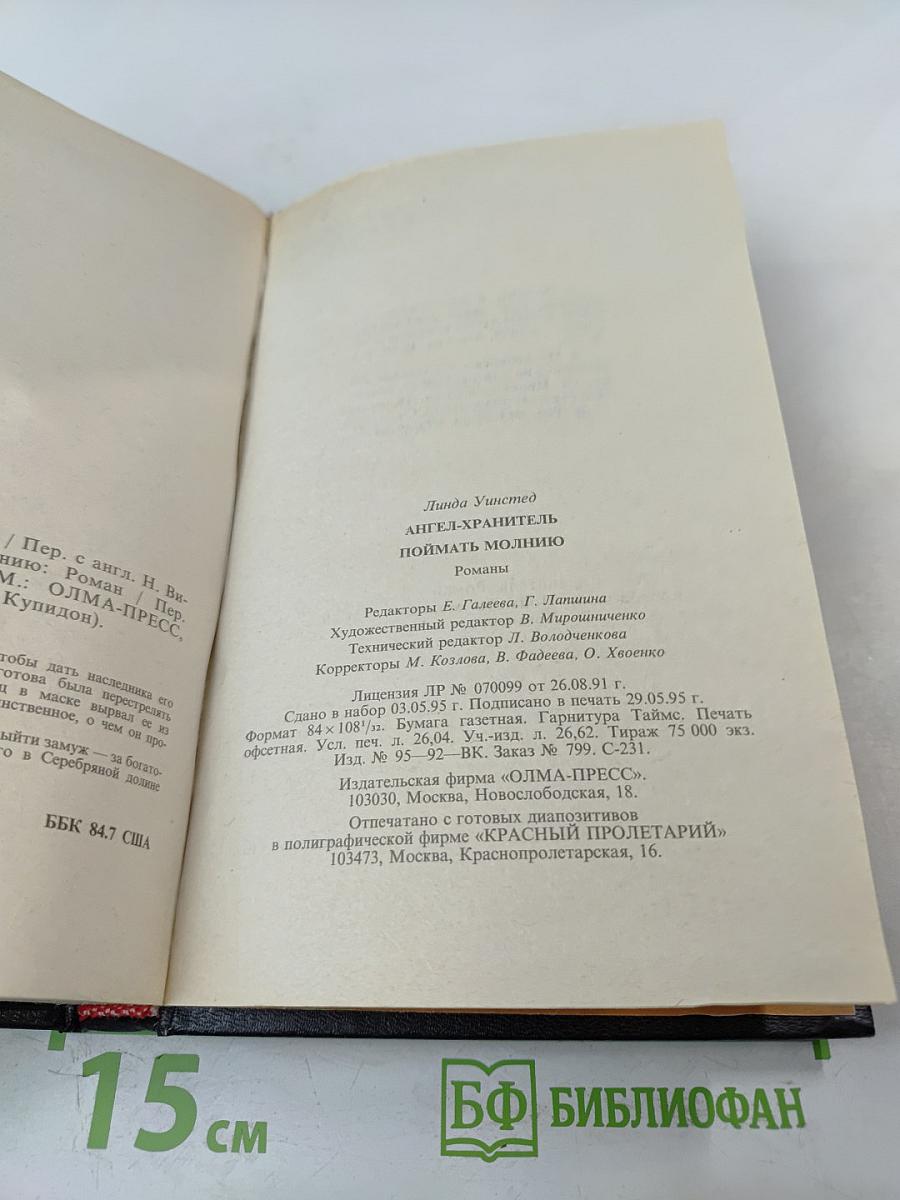 / Пер. с англ. Н. Ви-
нию: Роман / Пер.
М.: ОЛМА-ПРЕСС,
Купидон).
тобы дать наследника его
готова была перестрелять
ц в маске вырвал ее из
инственное, о чем он про-
ыйти замуж — за богато-
го в Серебряной долине
ББК 84.7 США
Линда Уинстед
АНГЕЛ-ХРАНИТЕЛЬ
ПОЙМАТЬ МОЛНИЮ
Романы
Редакторы Е. Галеева, Г. Лапшина
Художественный редактор В. Мирошниченко
Технический редактор Л. Володченкова
Корректоры М. Козлова, В. Фадеева, О. Хвоенко
Лицензия ЛР № 070099 от 26.08.91 г.
Сдано в набор 03.05.95 г. Подписано в печать 29.05.95 г.
Формат 84×108¹/₃₂. Бумага газетная. Гарнитура Таймс. Печать
офсетная. Усл. печ. л. 26,04. Уч.-изд. л. 26,62. Тираж 75 000 экз.
Изд. № 95—92—ВК. Заказ № 799. С-231.
Издательская фирма «ОЛМА-ПРЕСС».
103030, Москва, Новослободская, 18.
Отпечатано с готовых диапозитивов
в полиграфической фирме «КРАСНЫЙ ПРОЛЕТАРИЙ»
103473, Москва, Краснопролетарская, 16.
15 см
БФ БИБЛИОФАН